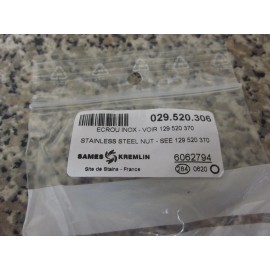 029.520.306
ECROU INOX - VOIR 129 520 370
STAINLESS STEEL NUT - SEE 129 520 370
SAMES KREMLIN
6062794
Site de Stains - France
284 0620